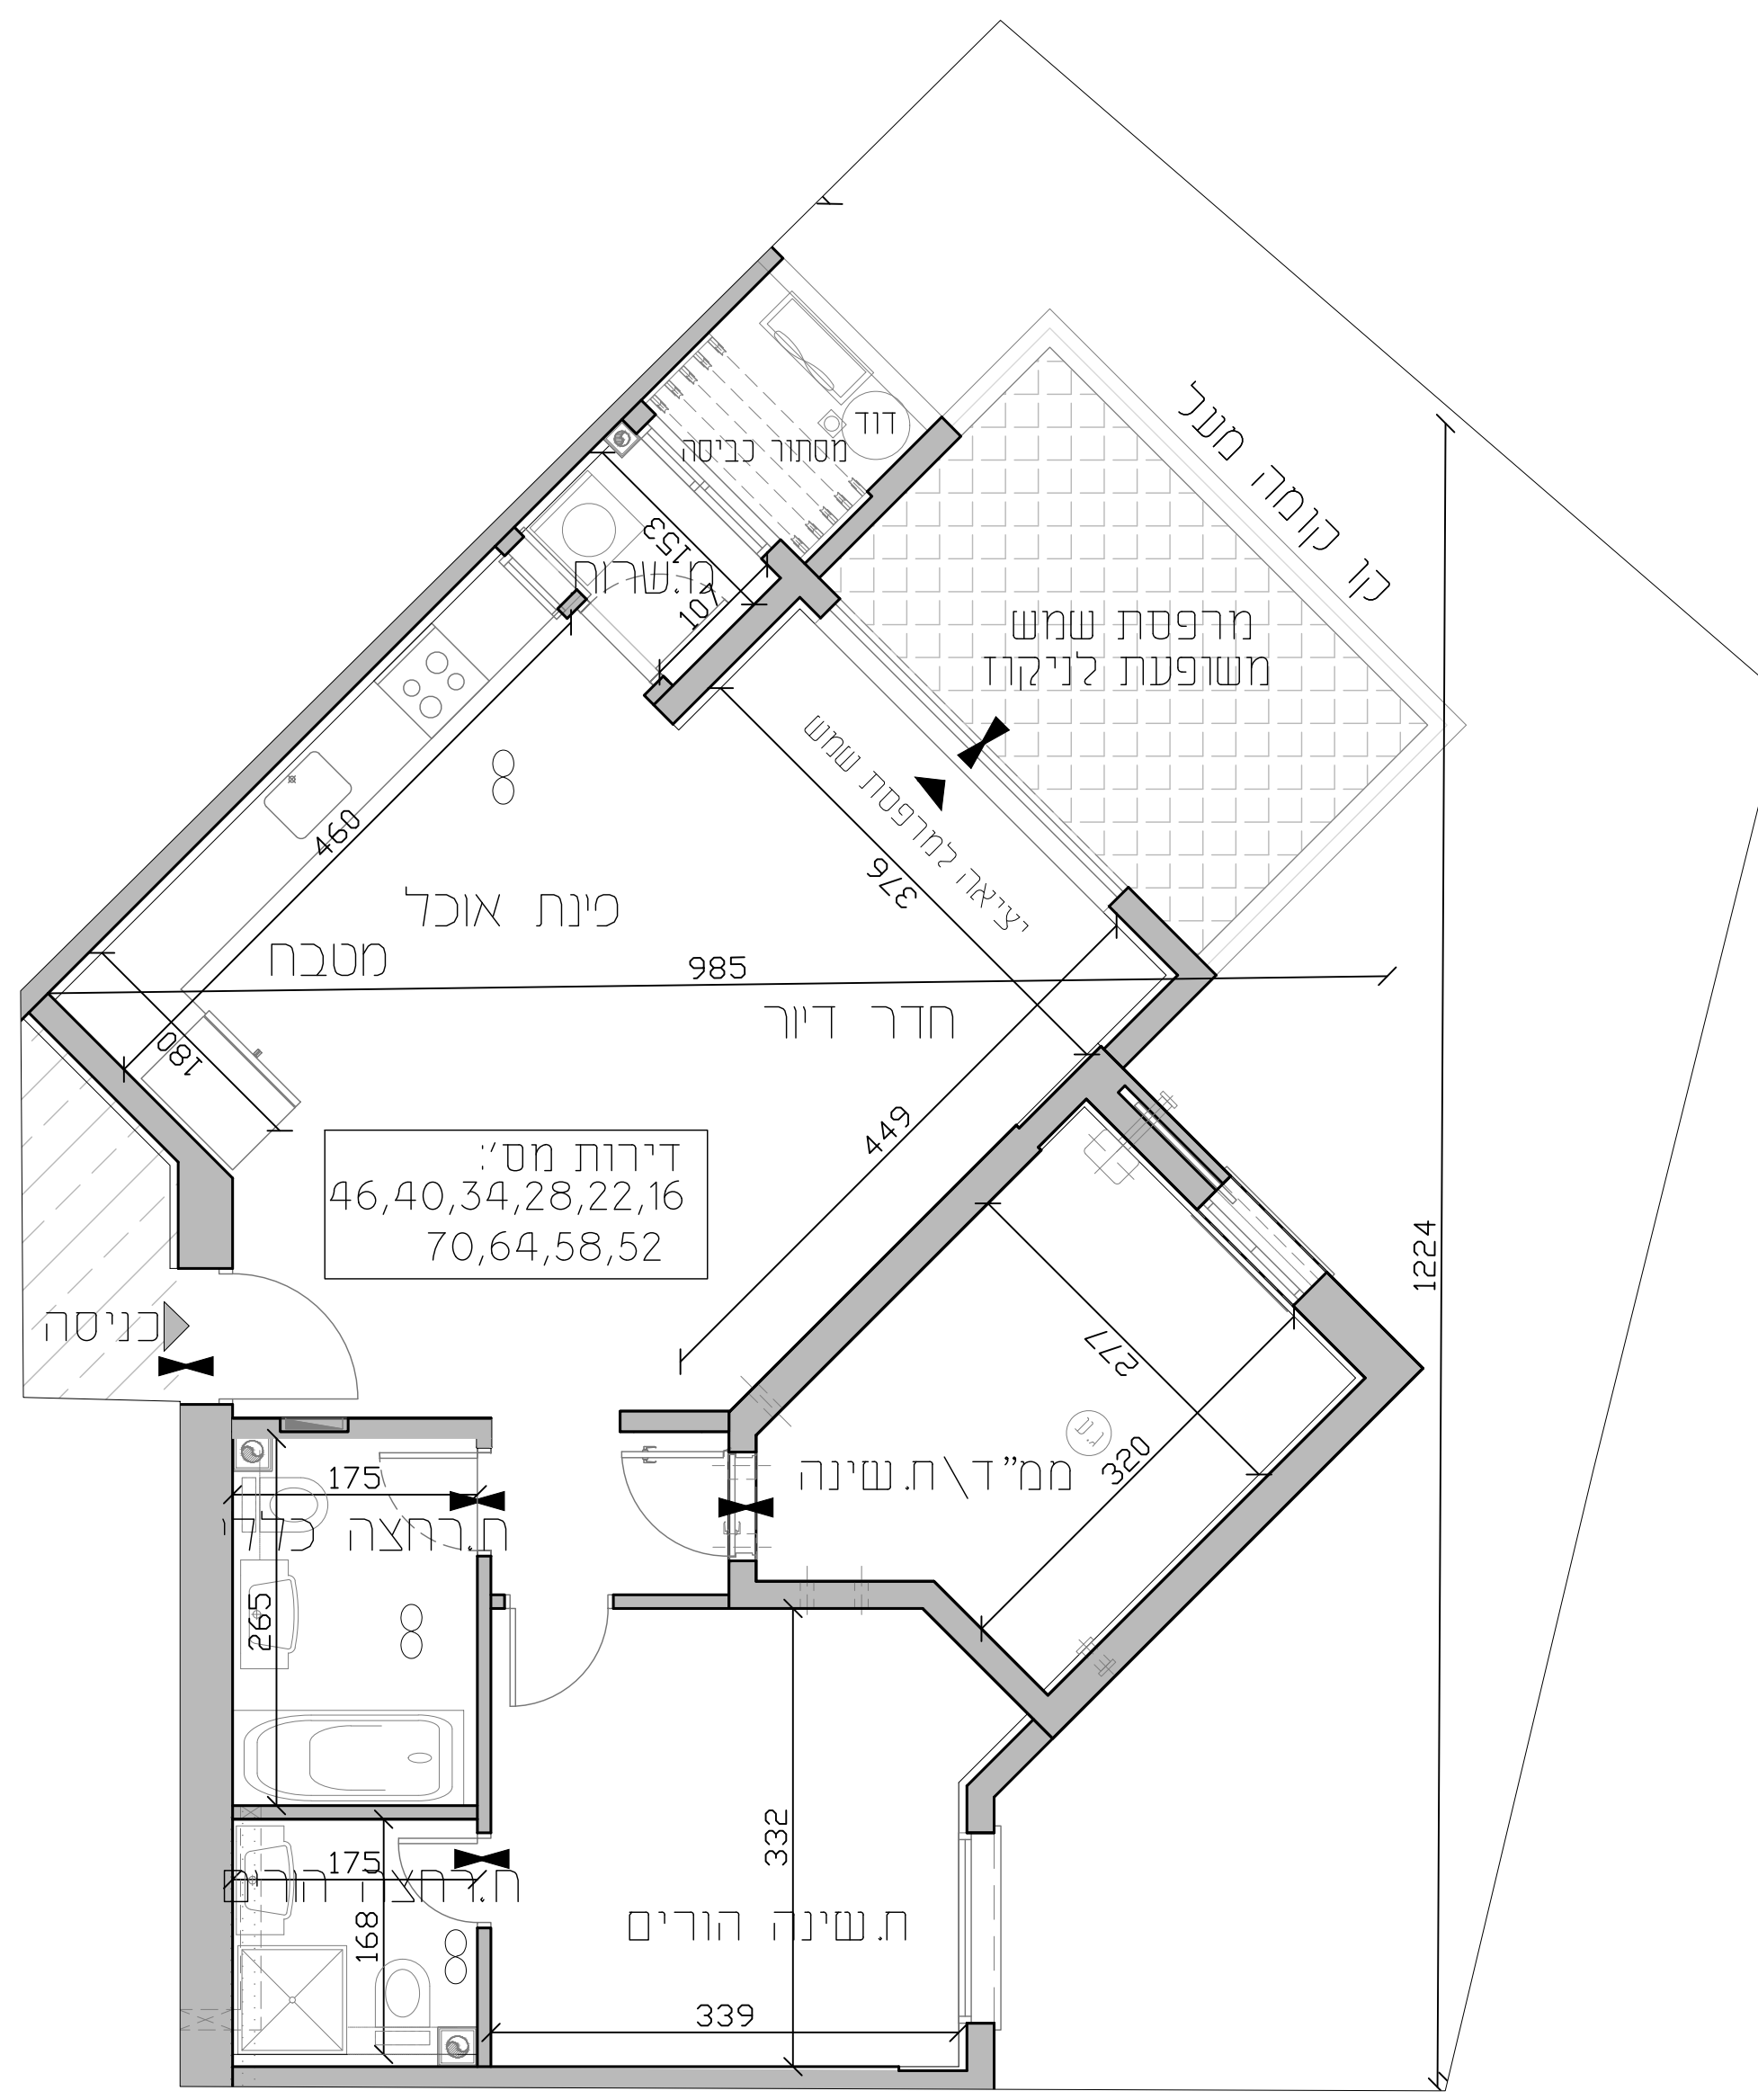 דוד
מסתור כביסה
קו קומה מעל
153
מ.שרות
107
מרפסת שמש
משופעת לניקוז
יציאה למרפסת שמש
460
376
פינת אוכל
מטבח
985
חדר דיור
180
449
דירות מס׳:
46,40,34,28,22,16
70,64,58,52
1224
כניסה
277
320
ממ״ד\ח.שינה
175
ח.רחצה כללי
265
332
175
ח.רחצה הורים
168
ח.שינה הורים
339